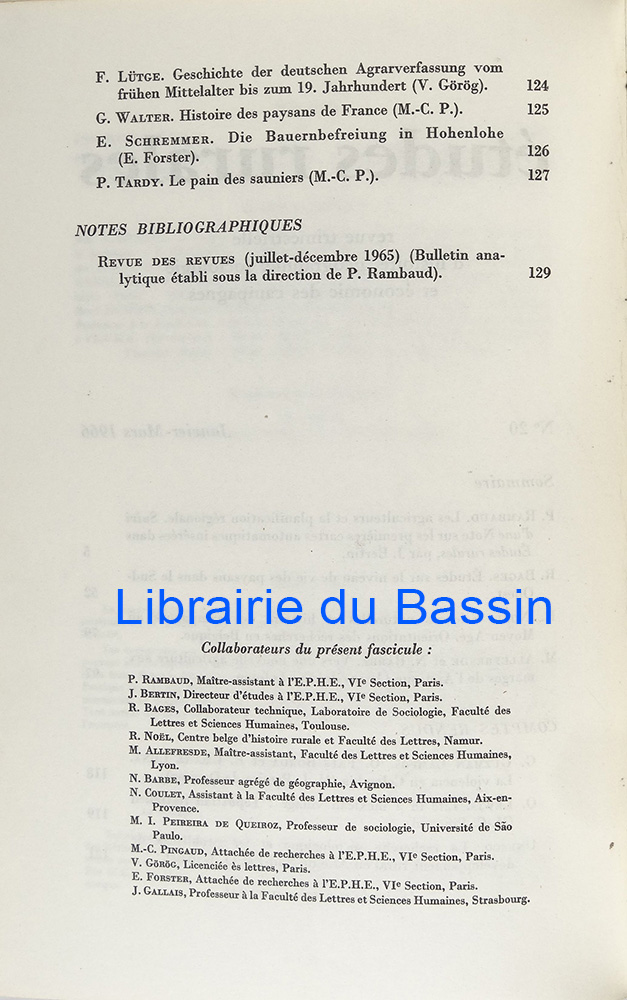 F. LÜTGE. Geschichte der deutschen Agrarverfassung vom
frühen Mittelalter bis zum 19. Jahrhundert (V. Görög). 124
G. WALTER. Histoire des paysans de France (M.-C. P.). 125
E. SCHREMMER. Die Bauernbefreiung in Hohenlohe
(E. Forster). 126
P. TARDY. Le pain des sauniers (M.-C. P.). 127
NOTES BIBLIOGRAPHIQUES
REVUE DES REVUES (juillet-décembre 1965) (Bulletin ana-
lytique établi sous la direction de P. Rambaud). 129
Librairie du Bassin
Collaborateurs du présent fascicule :
P. RAMBAUD, Maître-assistant à l'E.P.H.E., VIe Section, Paris.
J. BERTIN, Directeur d'études à l'E.P.H.E., VIe Section, Paris.
R. BAGES, Collaborateur technique, Laboratoire de Sociologie, Faculté des
Lettres et Sciences Humaines, Toulouse.
R. NOËL, Centre belge d'histoire rurale et Faculté des Lettres, Namur.
M. ALLEFRESDE, Maître-assistant, Faculté des Lettres et Sciences Humaines,
Lyon.
N. BARBE, Professeur agrégé de géographie, Avignon.
N. COULET, Assistant à la Faculté des Lettres et Sciences Humaines, Aix-en-
Provence.
M. I. PEIREIRA DE QUEIROZ, Professeur de sociologie, Université de São
Paulo.
M.-C. PINGAUD, Attachée de recherches à l'E.P.H.E., VIe Section, Paris.
V. GÖRÖG, Licenciée ès lettres, Paris.
E. FORSTER, Attachée de recherches à l'E.P.H.E., VIe Section, Paris.
J. GALLAIS, Professeur à la Faculté des Lettres et Sciences Humaines, Strasbourg.